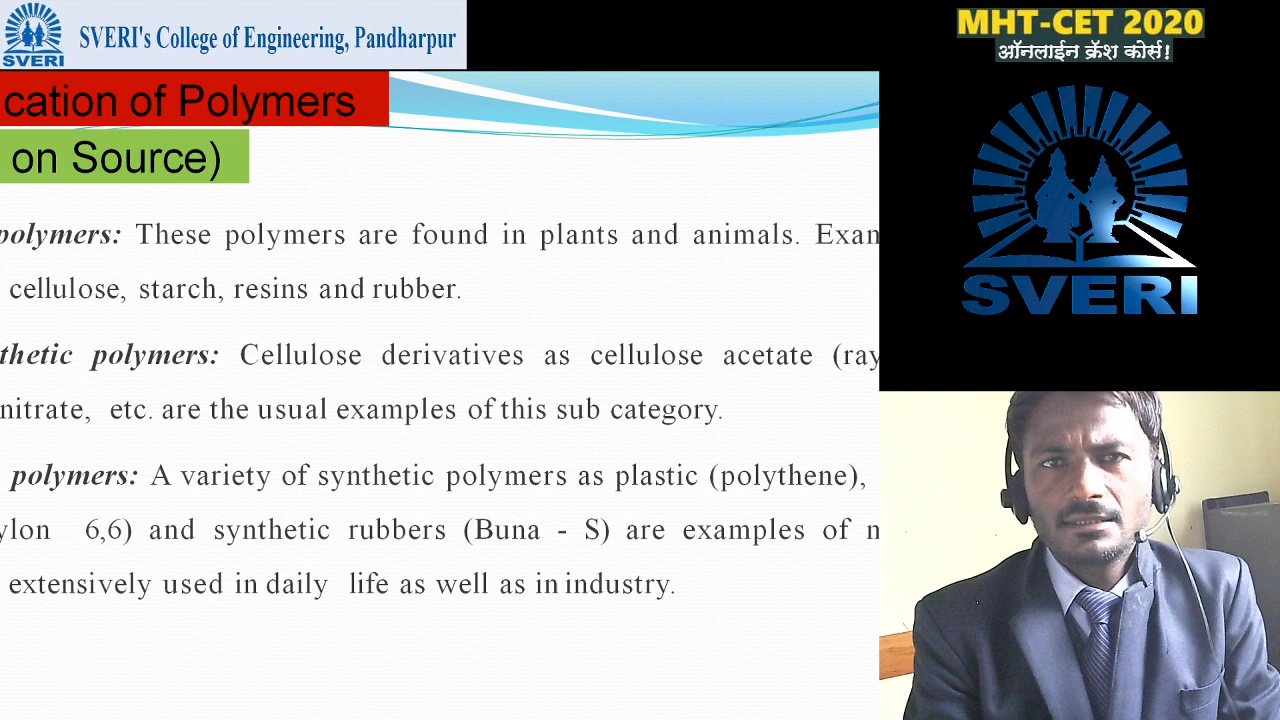 SVERI
SVERI's College of Engineering, Pandharpur
MHT-CET 2020
ऑनलाईन क्रॅश कोर्स!
cation of Polymers
on Source)
polymers: These polymers are found in plants and animals. Exam
cellulose, starch, resins and rubber.
thetic polymers: Cellulose derivatives as cellulose acetate (ray
nitrate, etc. are the usual examples of this sub category.
polymers: A variety of synthetic polymers as plastic (polythene),
ylon 6,6) and synthetic rubbers (Buna - S) are examples of
extensively used in daily life as well as in industry.
SVERI